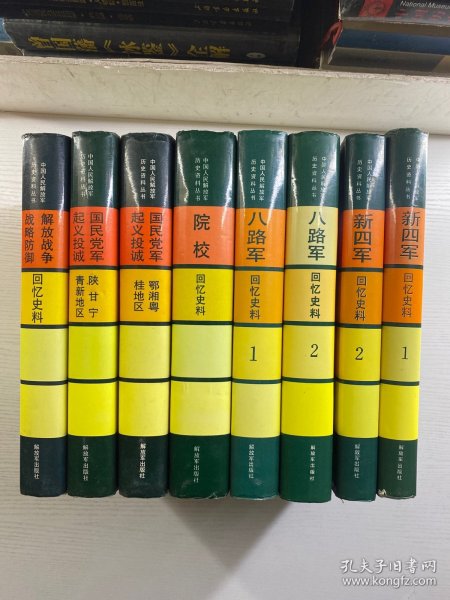 曾国藩《冰鉴》全解
National Museum
中国人民解放军
历史资料丛书
解放战争
战略防御
回忆史料
解放军出版社
中国人民解放军
历史资料丛书
国民党军
起义投诚
陕甘宁
青新地区
解放军出版社
中国人民解放军
历史资料丛书
国民党军
起义投诚
鄂湘粤
桂地区
解放军出版社
中国人民解放军
历史资料丛书
院校
回忆史料
解放军出版社
中国人民解放军
历史资料丛书
八路军
回忆史料
1
解放军出版社
中国人民解放军
历史资料丛书
八路军
回忆史料
2
解放军出版社
中国人民解放军
历史资料丛书
新四军
回忆史料
2
解放军出版社
中国人民解放军
历史资料丛书
新四军
回忆史料
1
解放军出版社
孔夫子旧书网
www.kongfz.com